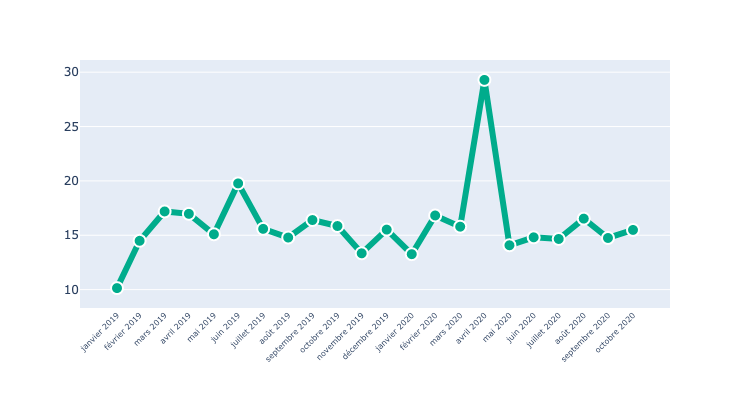 30
25
20
15
10
janvier 2019
février 2019
mars 2019
avril 2019
mai 2019
juin 2019
juillet 2019
août 2019
septembre 2019
octobre 2019
novembre 2019
décembre 2019
janvier 2020
février 2020
mars 2020
avril 2020
mai 2020
juin 2020
juillet 2020
août 2020
septembre 2020
octobre 2020